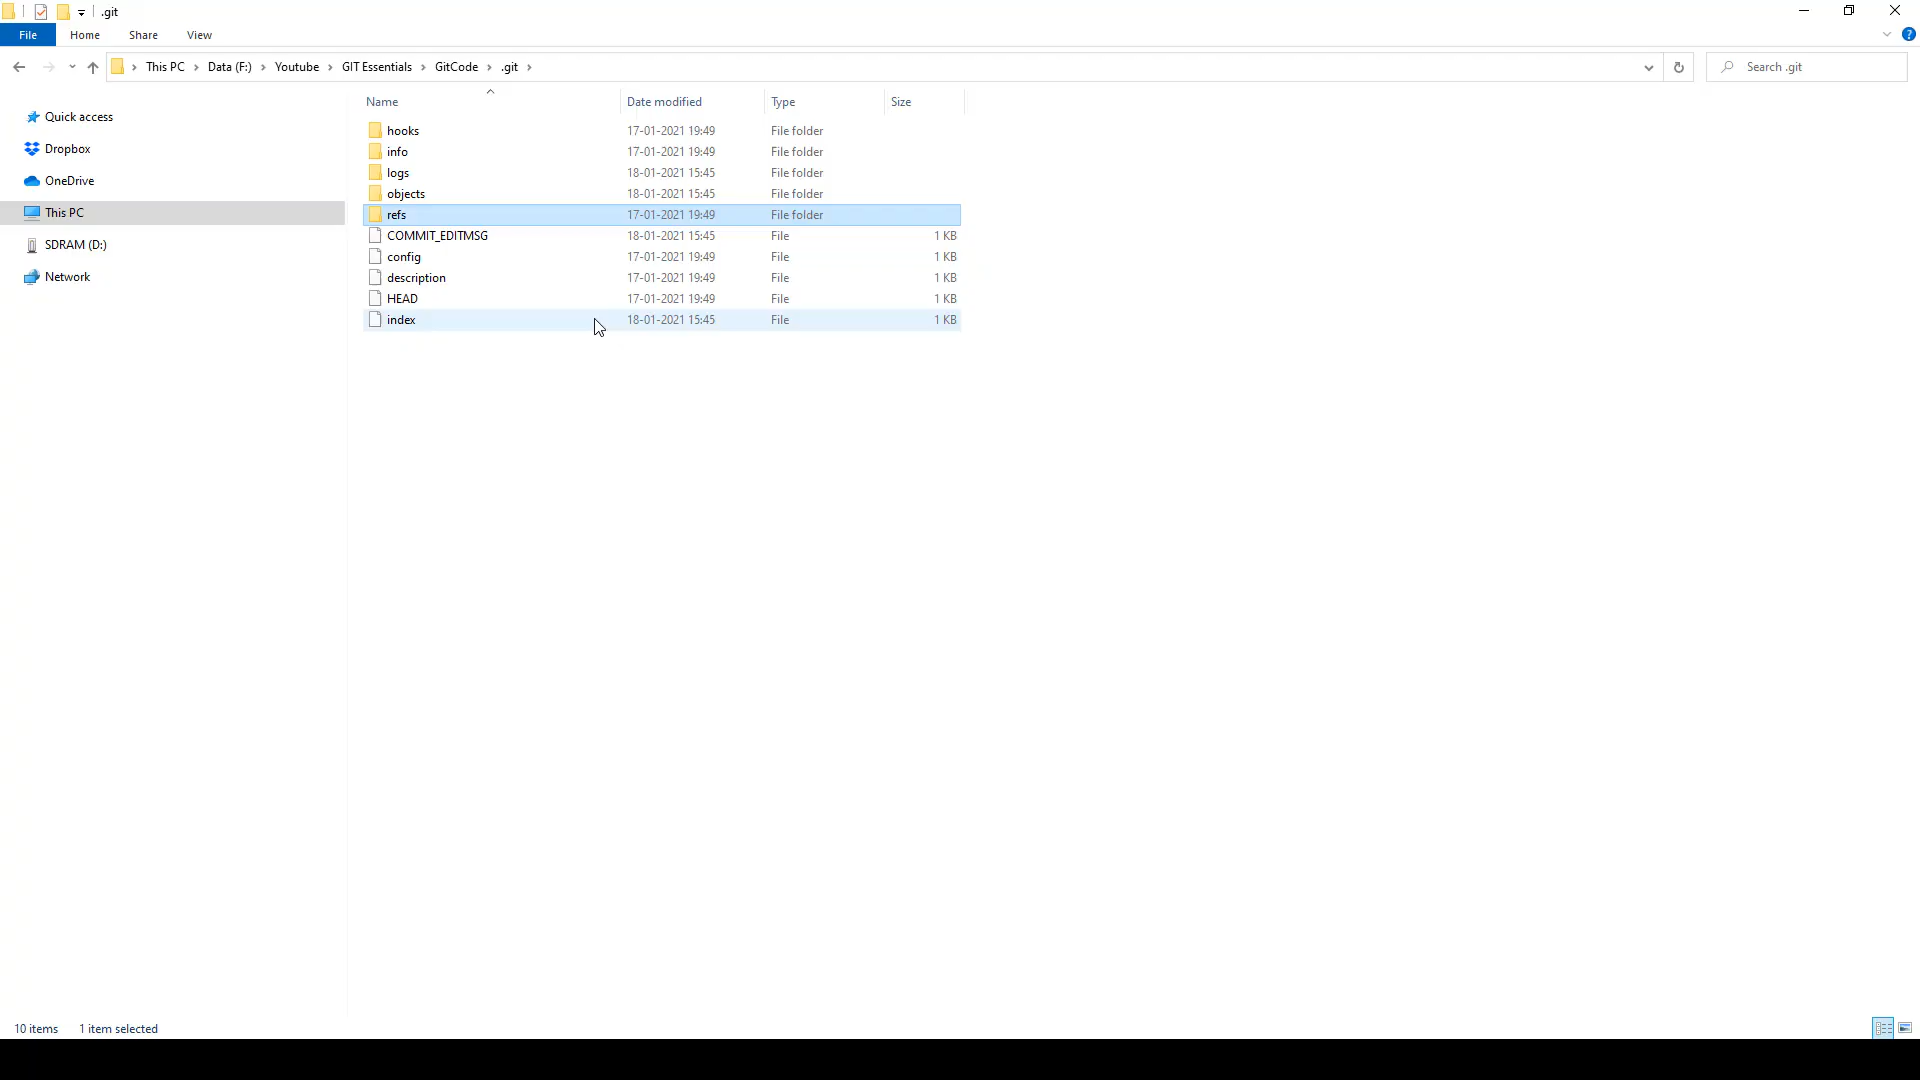 .git
File Home Share View
This PC Data (F:) Youtube GIT Essentials GitCode .git
Search .git
Name Date modified Type Size
Quick access
Dropbox
OneDrive
This PC
SDRAM (D:)
Network
hooks 17-01-2021 19:49 File folder
info 17-01-2021 19:49 File folder
logs 18-01-2021 15:45 File folder
objects 18-01-2021 15:45 File folder
refs 17-01-2021 19:49 File folder
COMMIT_EDITMSG 18-01-2021 15:45 File 1 KB
config 17-01-2021 19:49 File 1 KB
description 17-01-2021 19:49 File 1 KB
HEAD 17-01-2021 19:49 File 1 KB
index 18-01-2021 15:45 File 1 KB
10 items 1 item selected